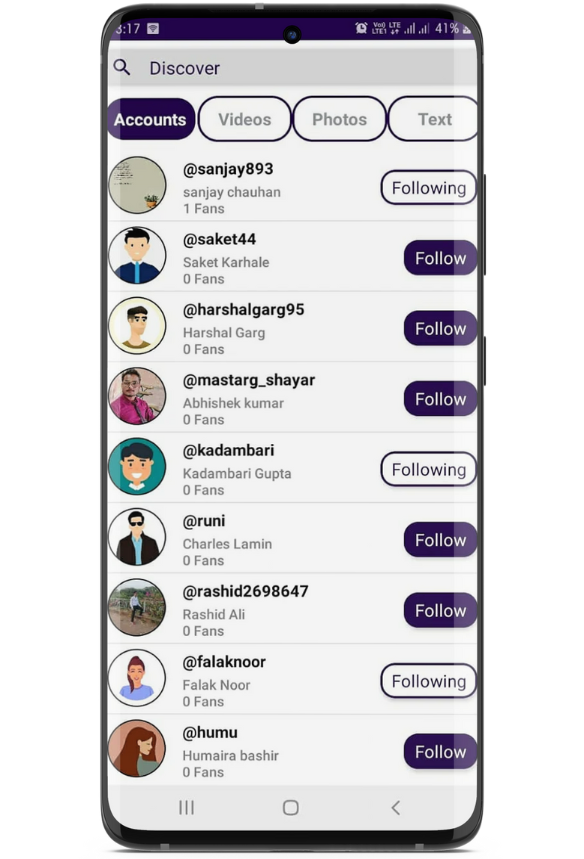 3:17
Vo) LTE
LTE1
41%
Discover
Accounts Videos Photos Text
@sanjay893
sanjay chauhan
1 Fans
Following
@saket44
Saket Karhale
0 Fans
Follow
@harshalgarg95
Harshal Garg
0 Fans
Follow
@mastarg_shayar
Abhishek kumar
0 Fans
Follow
@kadambari
Kadambari Gupta
0 Fans
Following
@runi
Charles Lamin
0 Fans
Follow
@rashid2698647
Rashid Ali
0 Fans
Follow
@falaknoor
Falak Noor
0 Fans
Following
@humu
Humaira bashir
0 Fans
Follow